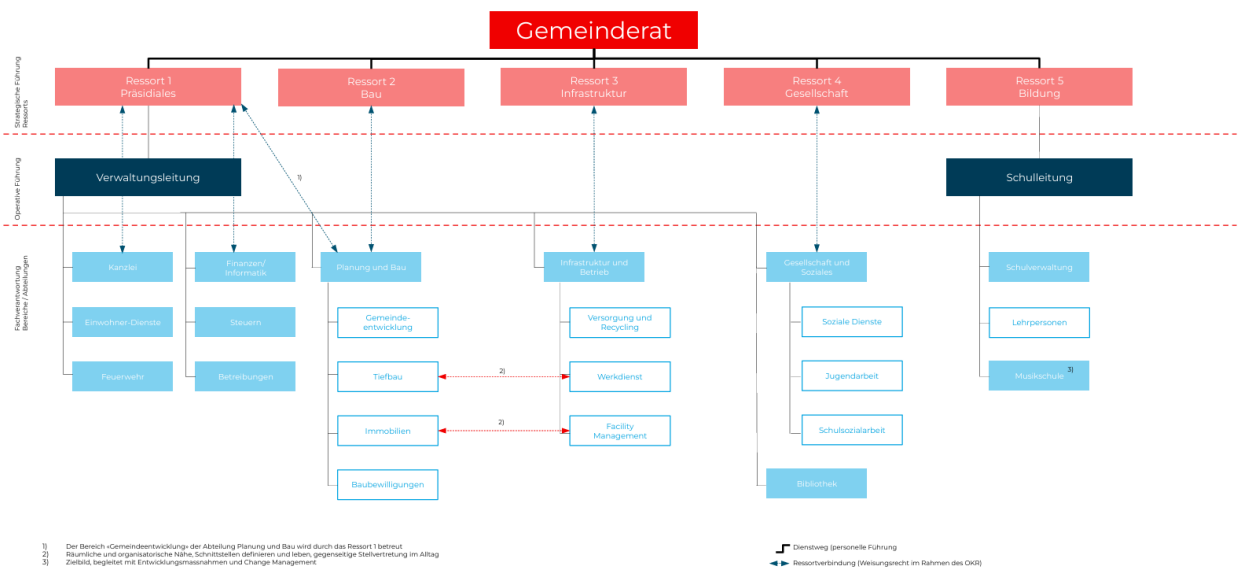 Gemeinderat
Strategische Führung
Ressorts
Ressort 1
Präsidiales
Ressort 2
Bau
Ressort 3
Infrastruktur
Ressort 4
Gesellschaft
Ressort 5
Bildung
Operative Führung
Verwaltungsleitung
1)
Schulleitung
Fachverantwortung
Bereiche / Abteilungen
Kanzlei
Finanzen/
Informatik
Planung und Bau
Infrastruktur und
Betrieb
Gesellschaft und
Soziales
Schulverwaltung
Einwohner-Dienste
Steuern
Gemeinde-
entwicklung
Versorgung und
Recycling
Soziale Dienste
Lehrpersonen
Feuerwehr
Betreibungen
Tiefbau
2)
Werkdienst
Jugendarbeit
Musikschule 3)
Immobilien
2)
Facility
Management
Schulsozialarbeit
Baubewilligungen
Bibliothek
1) Der Bereich «Gemeindeentwicklung» der Abteilung Planung und Bau wird durch das Ressort 1 betreut
2) Räumliche und organisatorische Nähe, Schnittstellen definieren und leben, gegenseitige Stellvertretung im Alltag
3) Zielbild, begleitet mit Entwicklungsmassnahmen und Change Management
Dienstweg (personelle Führung
Ressortverbindung (Weisungsrecht im Rahmen des OKR)